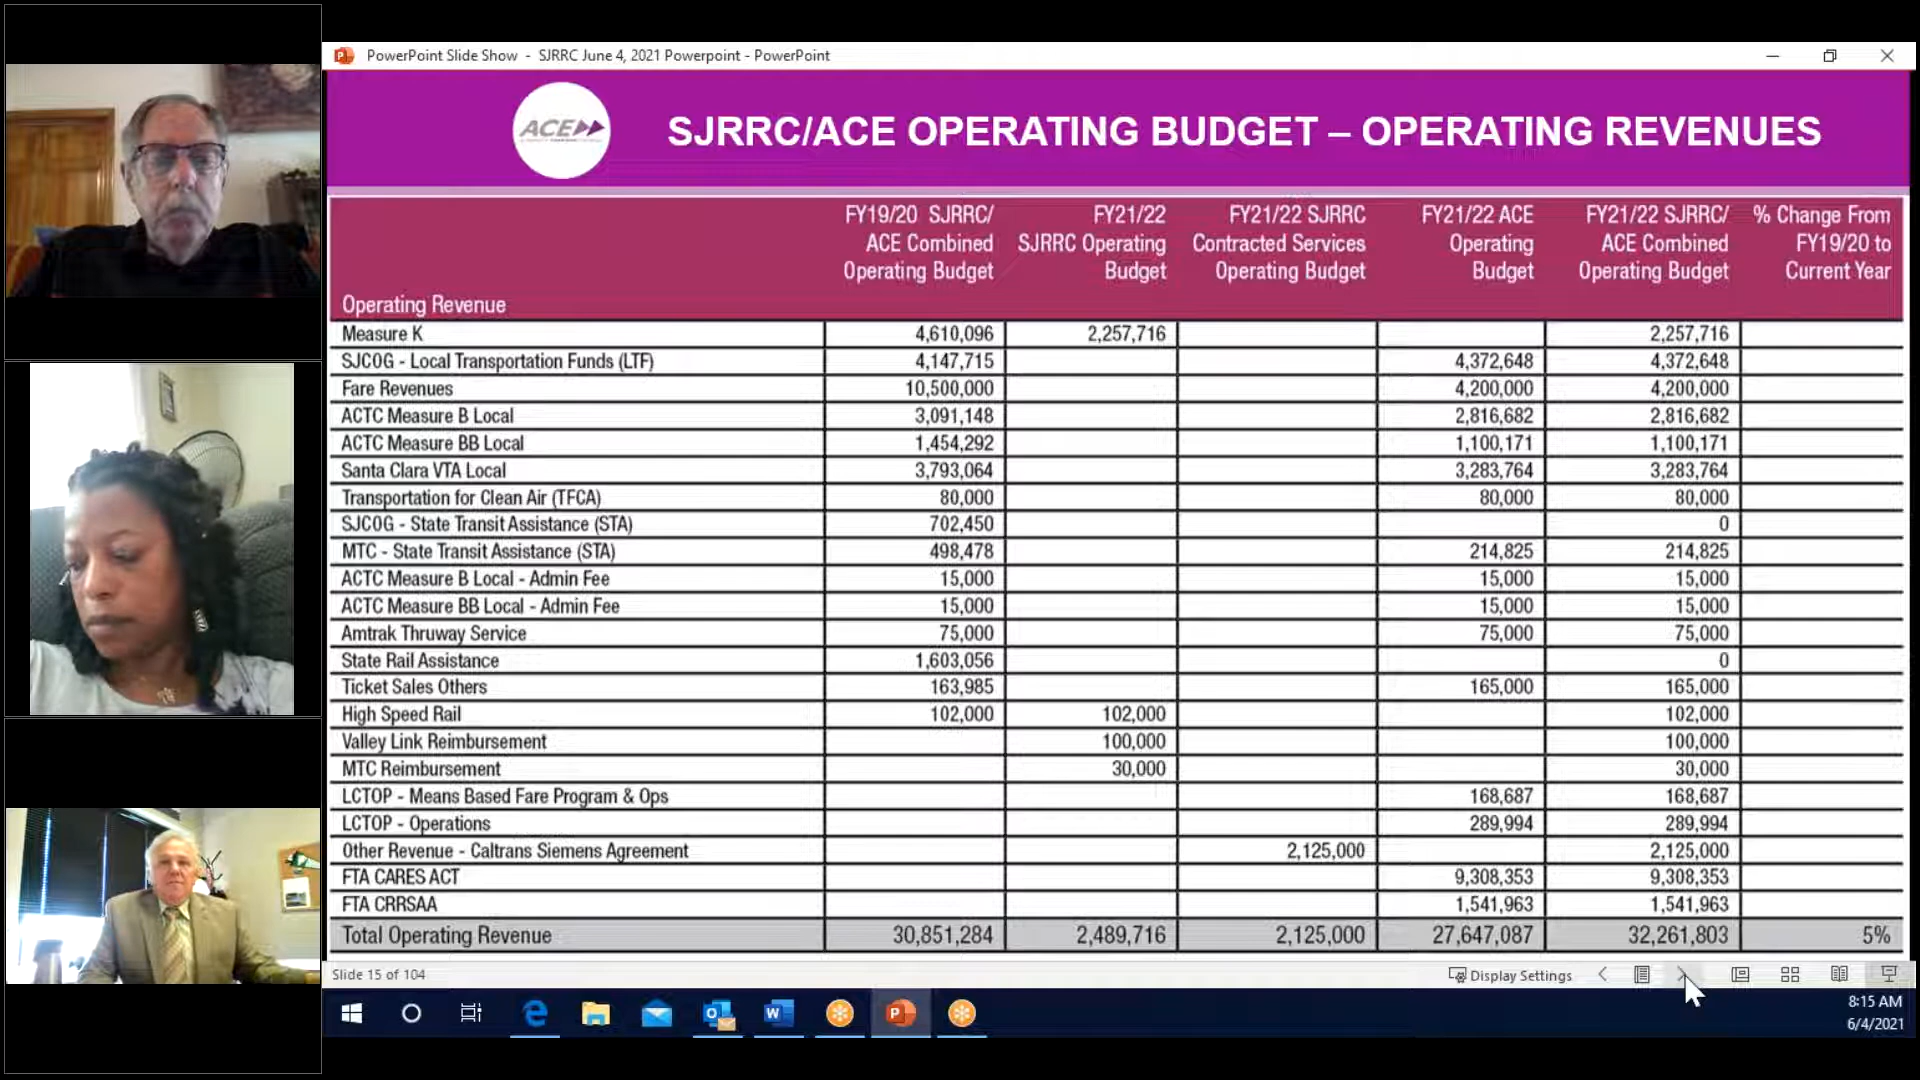 PowerPoint Slide Show - SJRRC June 4, 2021 Powerpoint - PowerPoint
ACE
SJRRC/ACE OPERATING BUDGET – OPERATING REVENUES
Operating Revenue | FY19/20 SJRRC/ ACE Combined Operating Budget | FY21/22 SJRRC Operating Budget | FY21/22 SJRRC Contracted Services Operating Budget | FY21/22 ACE Operating Budget | FY21/22 SJRRC/ ACE Combined Operating Budget | % Change From FY19/20 to Current Year
Measure K 4,610,096 2,257,716 2,257,716
SJCOG - Local Transportation Funds (LTF) 4,147,715 4,372,648 4,372,648
Fare Revenues 10,500,000 4,200,000 4,200,000
ACTC Measure B Local 3,091,148 2,816,682 2,816,682
ACTC Measure BB Local 1,454,292 1,100,171 1,100,171
Santa Clara VTA Local 3,793,064 3,283,764 3,283,764
Transportation for Clean Air (TFCA) 80,000 80,000 80,000
SJCOG - State Transit Assistance (STA) 702,450 0
MTC - State Transit Assistance (STA) 498,478 214,825 214,825
ACTC Measure B Local - Admin Fee 15,000 15,000 15,000
ACTC Measure BB Local - Admin Fee 15,000 15,000 15,000
Amtrak Thruway Service 75,000 75,000 75,000
State Rail Assistance 1,603,056 0
Ticket Sales Others 163,985 165,000 165,000
High Speed Rail 102,000 102,000 102,000
Valley Link Reimbursement 100,000 100,000
MTC Reimbursement 30,000 30,000
LCTOP - Means Based Fare Program & Ops 168,687 168,687
LCTOP - Operations 289,994 289,994
Other Revenue - Caltrans Siemens Agreement 2,125,000 2,125,000
FTA CARES ACT 9,308,353 9,308,353
FTA CRRSAA 1,541,963 1,541,963
Total Operating Revenue 30,851,284 2,489,716 2,125,000 27,647,087 32,261,803 5%
Slide 15 of 104
Display Settings
8:15 AM
6/4/2021